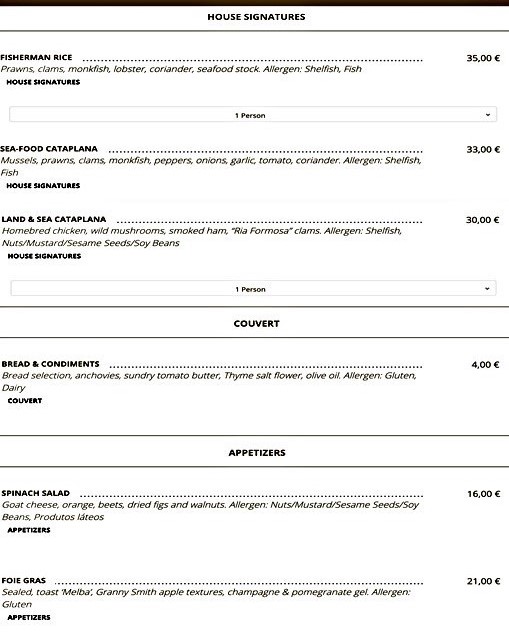 HOUSE SIGNATURES
FISHERMAN RICE ........................................ 35,00 €
Prawns, clams, monkfish, lobster, coriander, seafood stock. Allergen: Shelfish, Fish
HOUSE SIGNATURES
1 Person
SEA-FOOD CATAPLANA ........................................ 33,00 €
Mussels, prawns, clams, monkfish, peppers, onions, garlic, tomato, coriander. Allergen: Shelfish,
Fish
HOUSE SIGNATURES
LAND & SEA CATAPLANA ........................................ 30,00 €
Homebred chicken, wild mushrooms, smoked ham, “Ria Formosa” clams. Allergen: Shelfish,
Nuts/Mustard/Sesame Seeds/Soy Beans
HOUSE SIGNATURES
1 Person
COUVERT
BREAD & CONDIMENTS ........................................ 4,00 €
Bread selection, anchovies, sundry tomato butter, Thyme salt flower, olive oil. Allergen: Gluten,
Dairy
COUVERT
APPETIZERS
SPINACH SALAD ........................................ 16,00 €
Goat cheese, orange, beets, dried figs and walnuts. Allergen: Nuts/Mustard/Sesame Seeds/Soy
Beans, Produtos láteos
APPETIZERS
FOIE GRAS ........................................ 21,00 €
Sealed, toast ‘Melba’, Granny Smith apple textures, champagne & pomegranate gel. Allergen:
Gluten
APPETIZERS